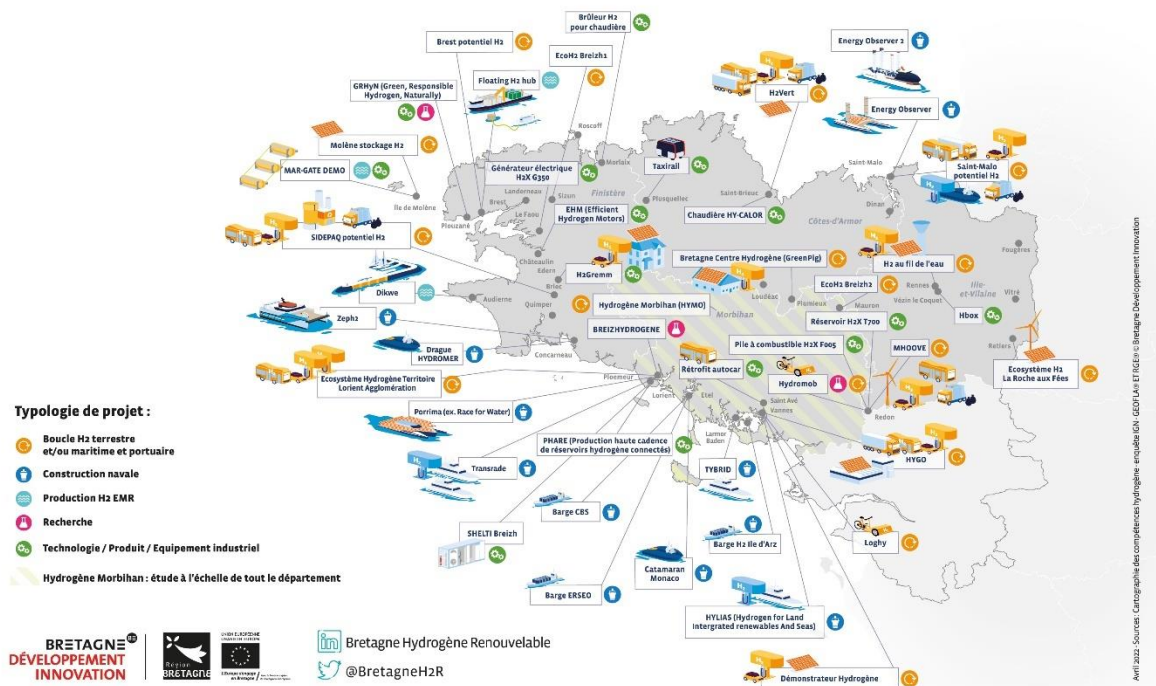 Brûleur H2
pour chaudière
Brest potentiel H2
EcoH2 Breizh1
Energy Observer 2
GRHyN (Green, Responsible
Hydrogen, Naturally)
Floating H2 hub
H2Vert
Energy Observer
Roscoff
Molène stockage H2
Morlaix
Taxirail
Saint-Malo
Saint-Malo
potentiel H2
MAR-GATE DEMO
Générateur électrique
H2X G350
Landerneau
Sizun
Finistère
Plusquellec
Saint-Brieuc
Île de Molène
Brest
Le Faou
EHM (Efficient
Hydrogen Motors)
Chaudière HY-CALOR
Dinan
Plouzané
Côtes-d'Armor
SIDEPAQ potentiel H2
Fougères
Châteaulin
Edern
Bretagne Centre Hydrogène (GreenPig)
H2 au fil de l'eau
Briec
H2Gremm
Loudéac
EcoH2 Breizh2
Rennes
Ille-
et-Vilaine
Dikwe
Audierne
Quimper
Hydrogène Morbihan (HYMO)
Plumieux
Mauron
Vézin le Coquet
Vitré
Zeph2
Morbihan
Réservoir H2X T700
Hbox
BREIZHYDROGENE
Pile à combustible H2X F005
MHOOVE
Retiers
Drague
HYDROMER
Concarneau
Rétrofit autocar
Hydromob
Ecosystème H2
La Roche aux Fées
Ecosystème Hydrogène Territoire
Lorient Agglomération
Ploemeur
Lorient
Etel
Saint Avé
Vannes
Redon
Typologie de projet :
Porrima (ex. Race for Water)
Larmor
Baden
Boucle H2 terrestre
et/ou maritime et portuaire
PHARE (Production haute cadence
de réservoirs hydrogène connectés)
HYGO
Construction navale
Transrade
TYBRID
Production H2 EMR
Barge CBS
Recherche
SHELTI Breizh
Barge H2 Ile d'Arz
Loghy
Technologie / Produit / Equipement industriel
Catamaran
Monaco
Hydrogène Morbihan : étude à l'échelle de tout le département
Barge ERSEO
HYLIAS (Hydrogen for Land
Intergrated renewables And Seas)
BRETAGNE
DÉVELOPPEMENT
INNOVATION
Région
BRETAGNE
UNION EUROPÉENNE
Bretagne Hydrogène Renouvelable
@BretagneH2R
Démonstrateur Hydrogène
Avril 2022 - Sources : Cartographie des compétences hydrogène - enquête IGN - GEOFLA® ET RGE® © Bretagne Développement Innovation